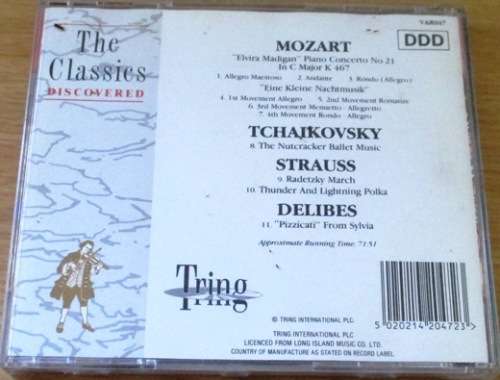 VAR047
The
Classics
DISCOVERED
DDD
MOZART
"Elvira Madigan" Piano Concerto No 21
In C Major K 467
1. Allegro Maestoso 2. Andante 3. Rondo (Allegro)
"Eine Kleine Nachtmusik"
4. 1st Movement Allegro 5. 2nd Movement Romanze
6. 3rd Movement Menuetto Allegretto
7. 4th Movement Rondo Allegro
TCHAIKOVSKY
8. The Nutcracker Ballet Music
STRAUSS
9. Radetzky March
10. Thunder And Lightning Polka
DELIBES
11. "Pizzicati" From Sylvia
Approximate Running Time: 71:51
Tring
® TRING INTERNATIONAL PLC
TRING INTERNATIONAL PLC
LICENCED FROM LONG ISLAND MUSIC CO. LTD.
COUNTRY OF MANUFACTURE AS STATED ON RECORD LABEL
5 020214 204723 >